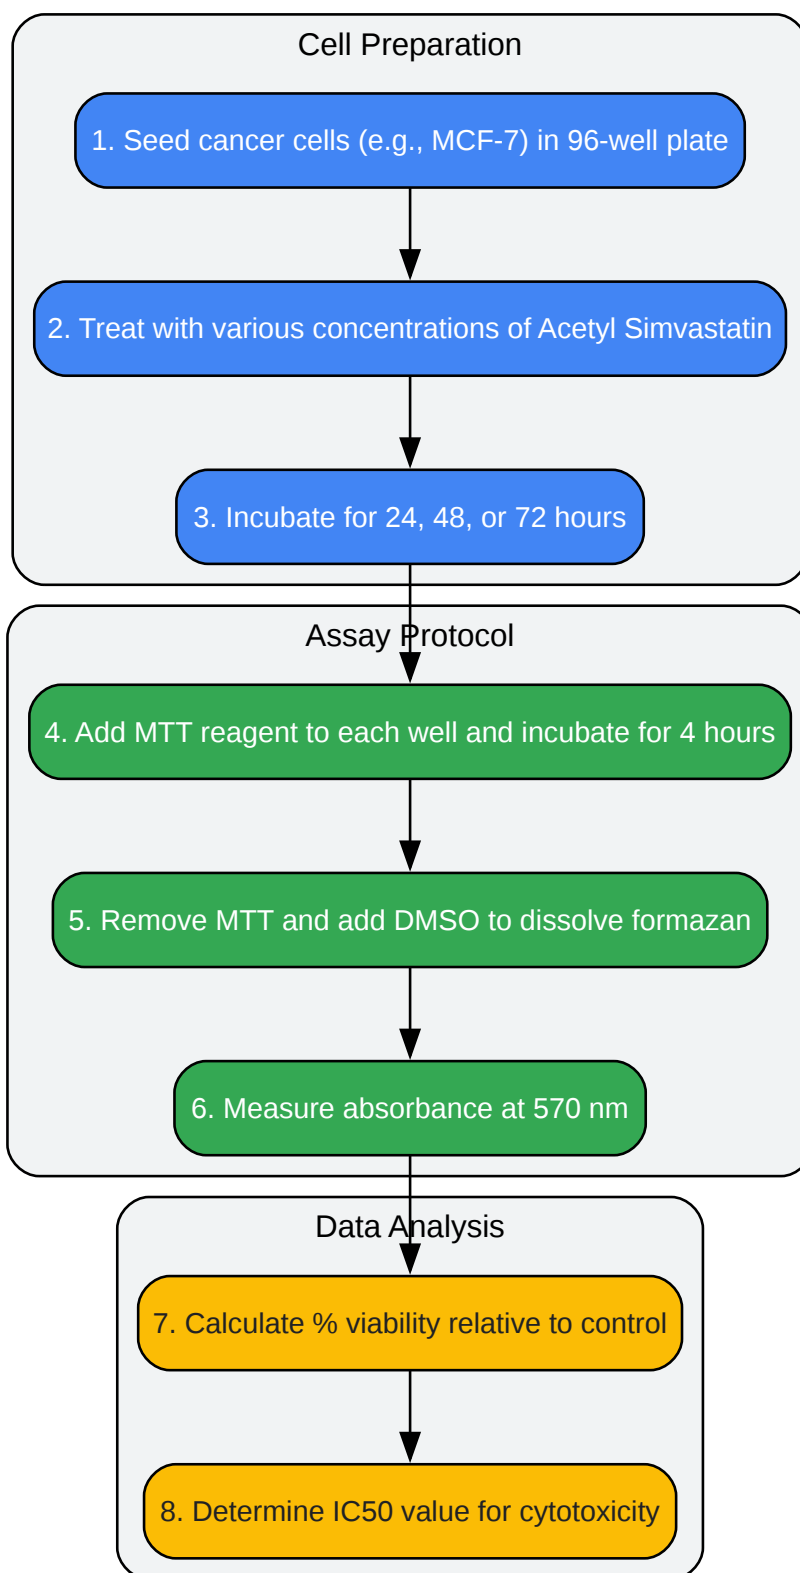 Cell Preparation
1. Seed cancer cells (e.g., MCF-7) in 96-well plate
2. Treat with various concentrations of Acetyl Simvastatin
3. Incubate for 24, 48, or 72 hours
Assay Protocol
4. Add MTT reagent to each well and incubate for 4 hours
5. Remove MTT and add DMSO to dissolve formazan
6. Measure absorbance at 570 nm
Data Analysis
7. Calculate % viability relative to control
8. Determine IC50 value for cytotoxicity